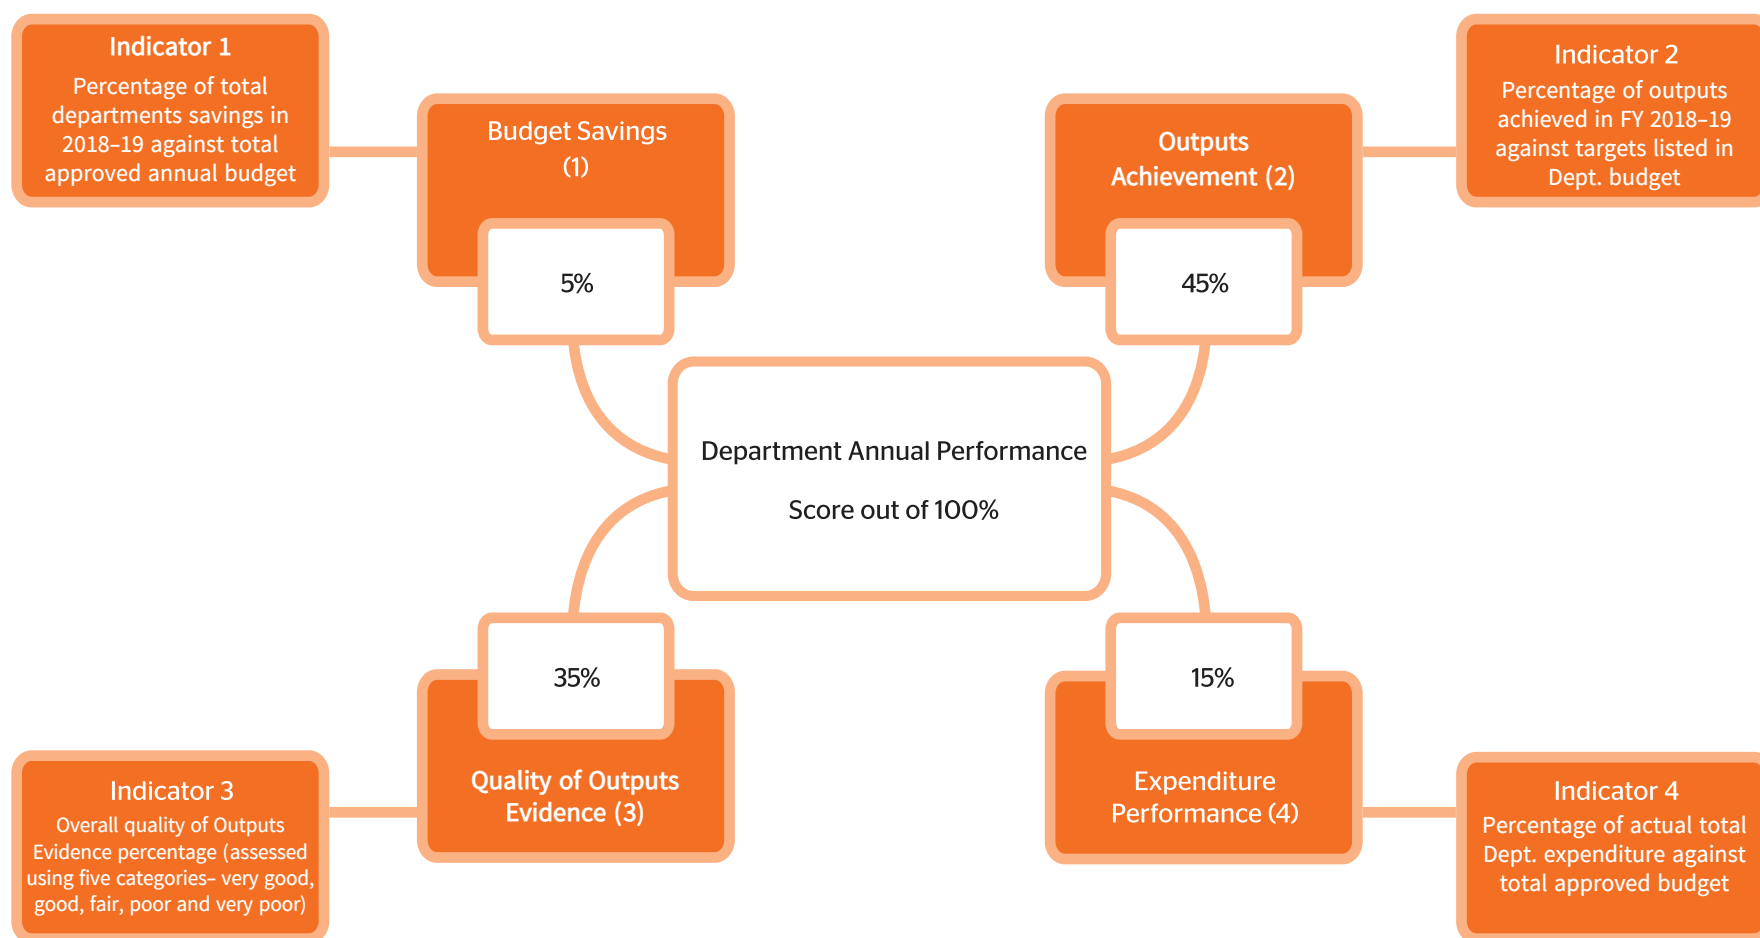 Indicator 1
Percentage of total
departments savings in
2018–19 against total
approved annual budget
Budget Savings
(1)
5%
Outputs
Achievement (2)
45%
Indicator 2
Percentage of outputs
achieved in FY 2018–19
against targets listed in
Dept. budget
Department Annual Performance
Score out of 100%
Indicator 3
Overall quality of Outputs
Evidence percentage (assessed
using five categories– very good,
good, fair, poor and very poor)
35%
Quality of Outputs
Evidence (3)
15%
Expenditure
Performance (4)
Indicator 4
Percentage of actual total
Dept. expenditure against
total approved budget